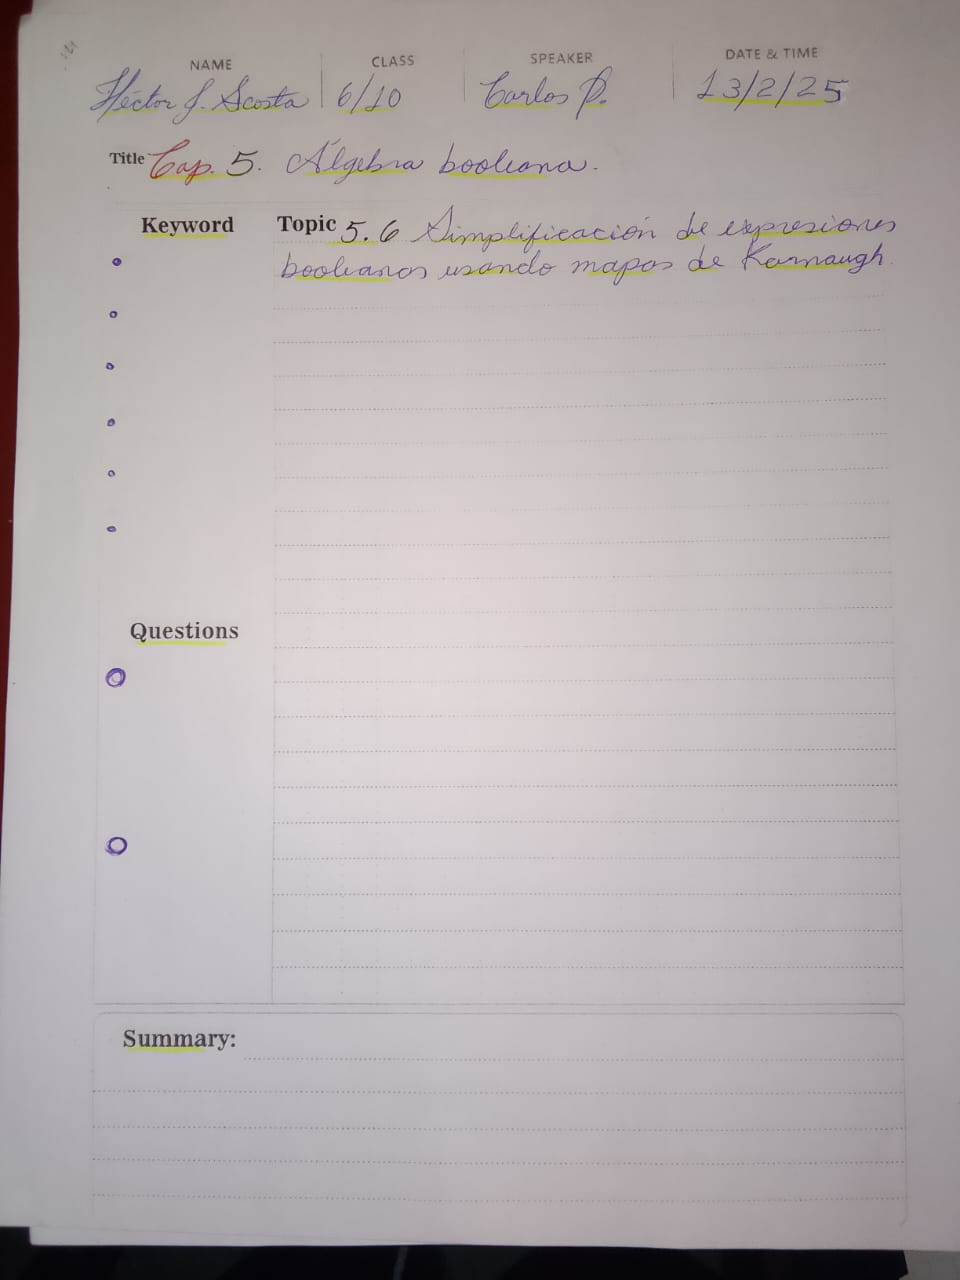 NAME CLASS SPEAKER DATE & TIME
Héctor J. Acosta 6/10 Carlos P. 13/2/25
Title Cap. 5. Álgebra booleana.
Keyword Topic 5.6 Simplificación de expresiones
booleanas usando mapas de Karnaugh.
Questions
Summary: